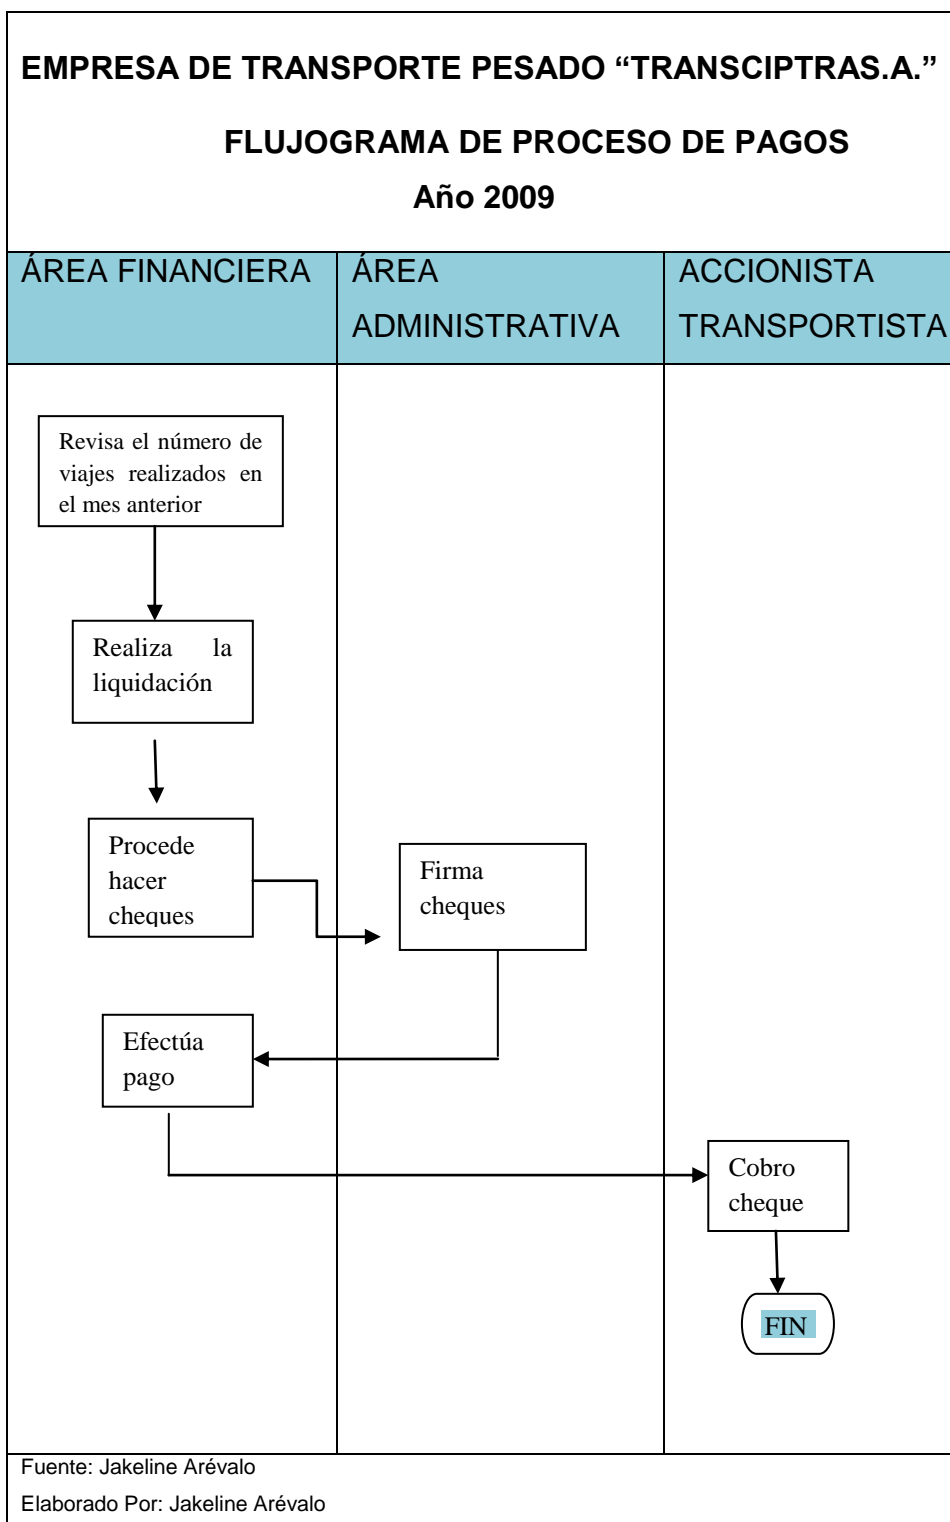 EMPRESA DE TRANSPORTE PESADO “TRANSCIPTRAS.A.”
FLUJOGRAMA DE PROCESO DE PAGOS
Año 2009
ÁREA FINANCIERA
ÁREA
ADMINISTRATIVA
ACCIONISTA
TRANSPORTISTA
Revisa el número de
viajes realizados en
el mes anterior
Realiza la
liquidación
Procede
hacer
cheques
Firma
cheques
Efectúa
pago
Cobro
cheque
FIN
Fuente: Jakeline Arévalo
Elaborado Por: Jakeline Arévalo